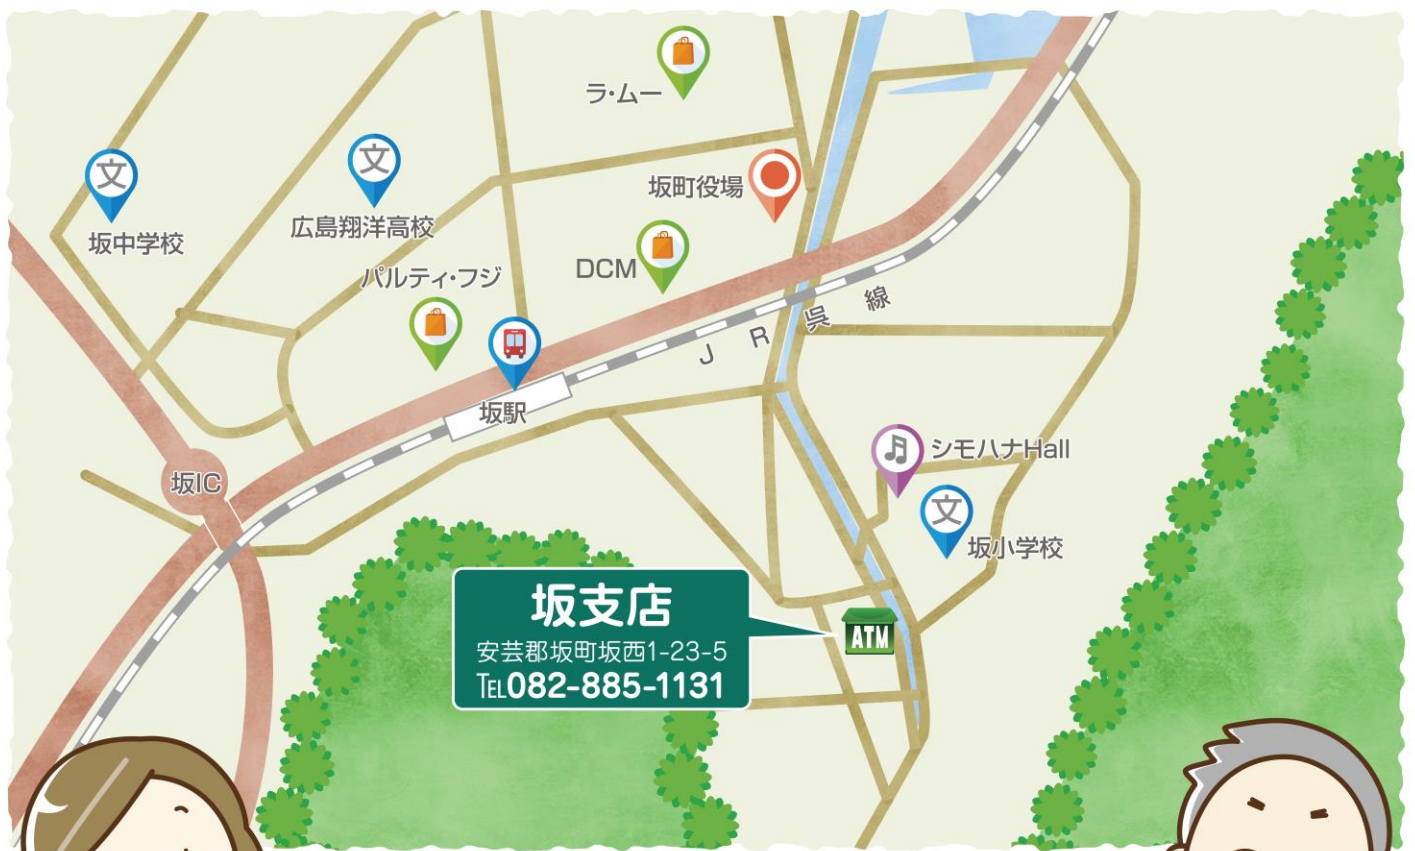 ラ・ムー
文
文
坂町役場
坂中学校
広島翔洋高校
DCM
パルティ・フジ
JR呉線
坂駅
シモハナHall
坂IC
文
坂小学校
坂支店
安芸郡坂町坂西1-23-5
TEL082-885-1131
ATM